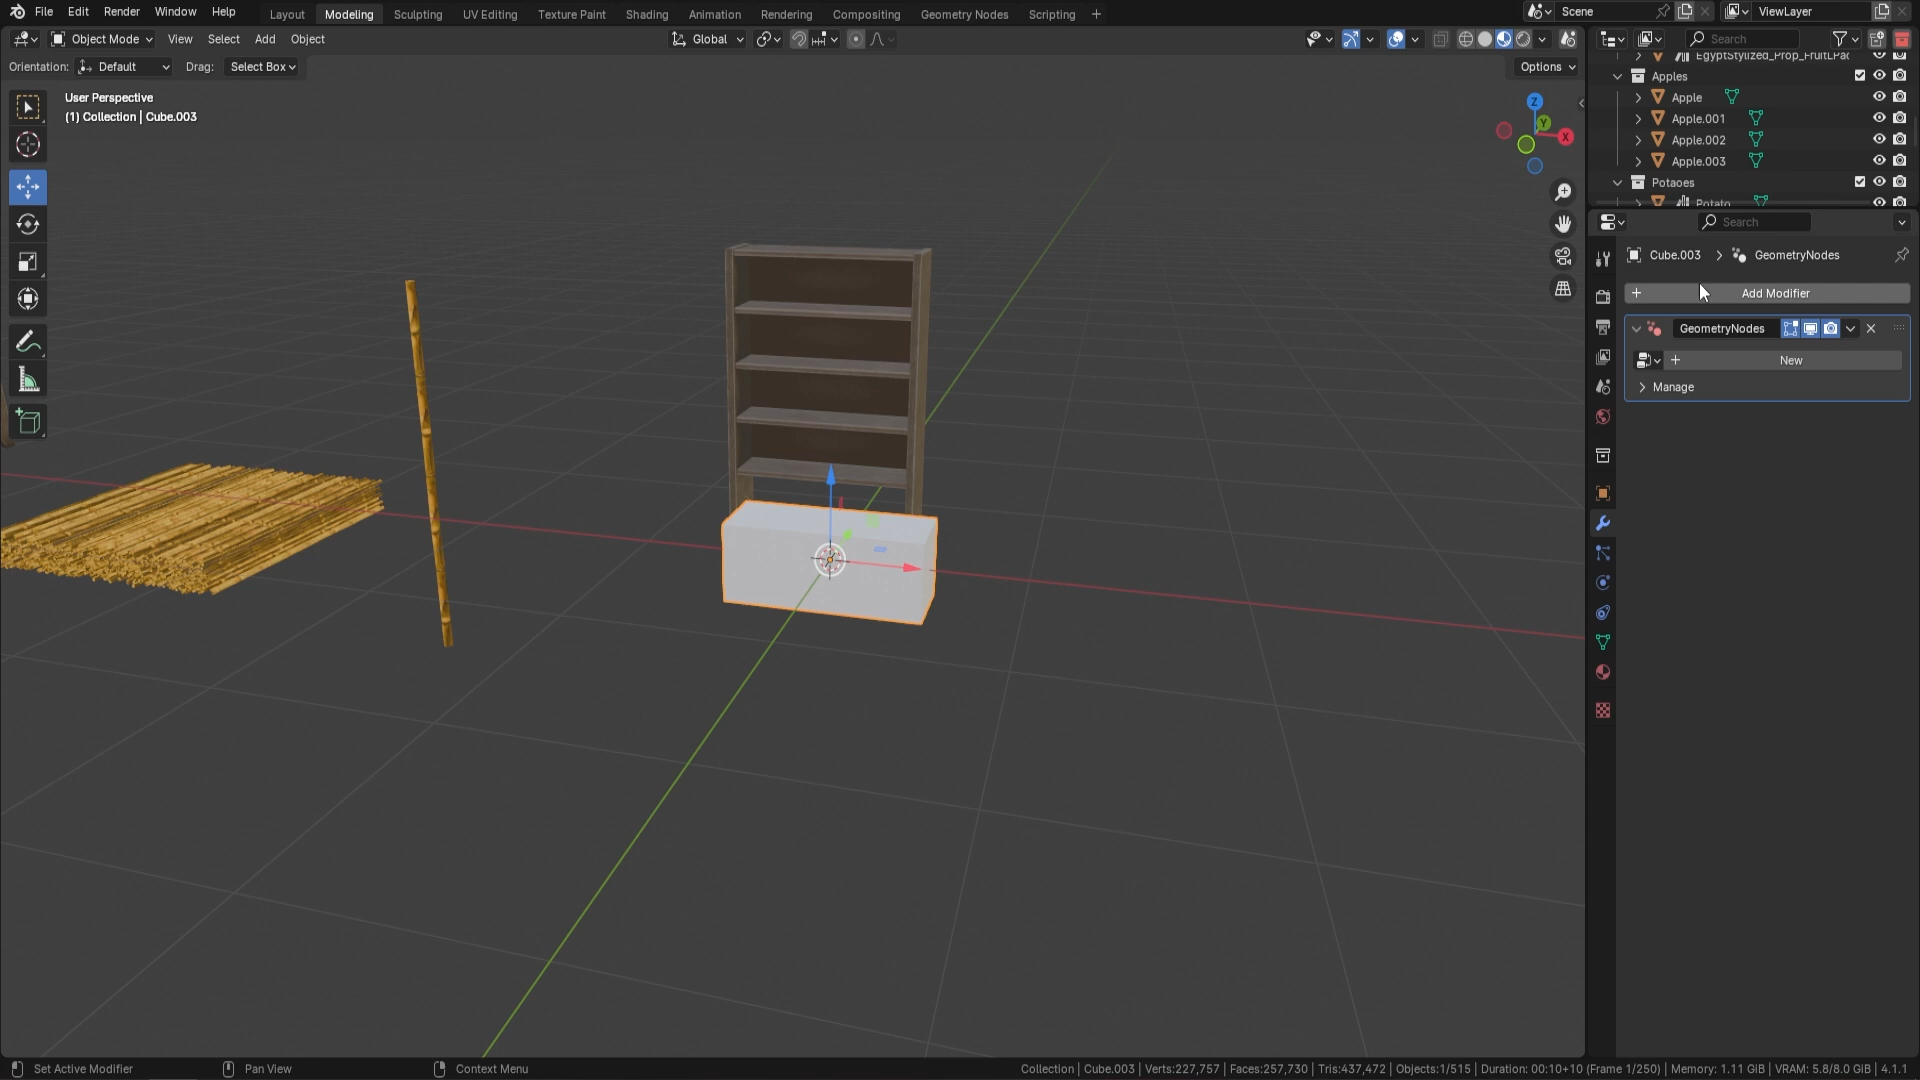 File Edit Render Window Help Layout Modeling Sculpting UV Editing Texture Paint Shading Animation Rendering Compositing Geometry Nodes Scripting + Scene ViewLayer
Object Mode View Select Add Object Global Search
Orientation: Default Drag: Select Box Options
User Perspective
(1) Collection | Cube.003
Z
Y
X
EgyptStylized_Prop_FruitLPac
Apples
Apple
Apple.001
Apple.002
Apple.003
Potaoes
Potato
Search
Cube.003 > GeometryNodes
+ Add Modifier
GeometryNodes
+ New
Manage
Set Active Modifier Pan View Context Menu Collection | Cube.003 | Verts:227,757 | Faces:257,730 | Tris:437,472 | Objects:1/515 | Duration: 00:10+10 (Frame 1/250) | Memory: 1.11 GiB | VRAM: 5.8/8.0 GiB | 4.1.1